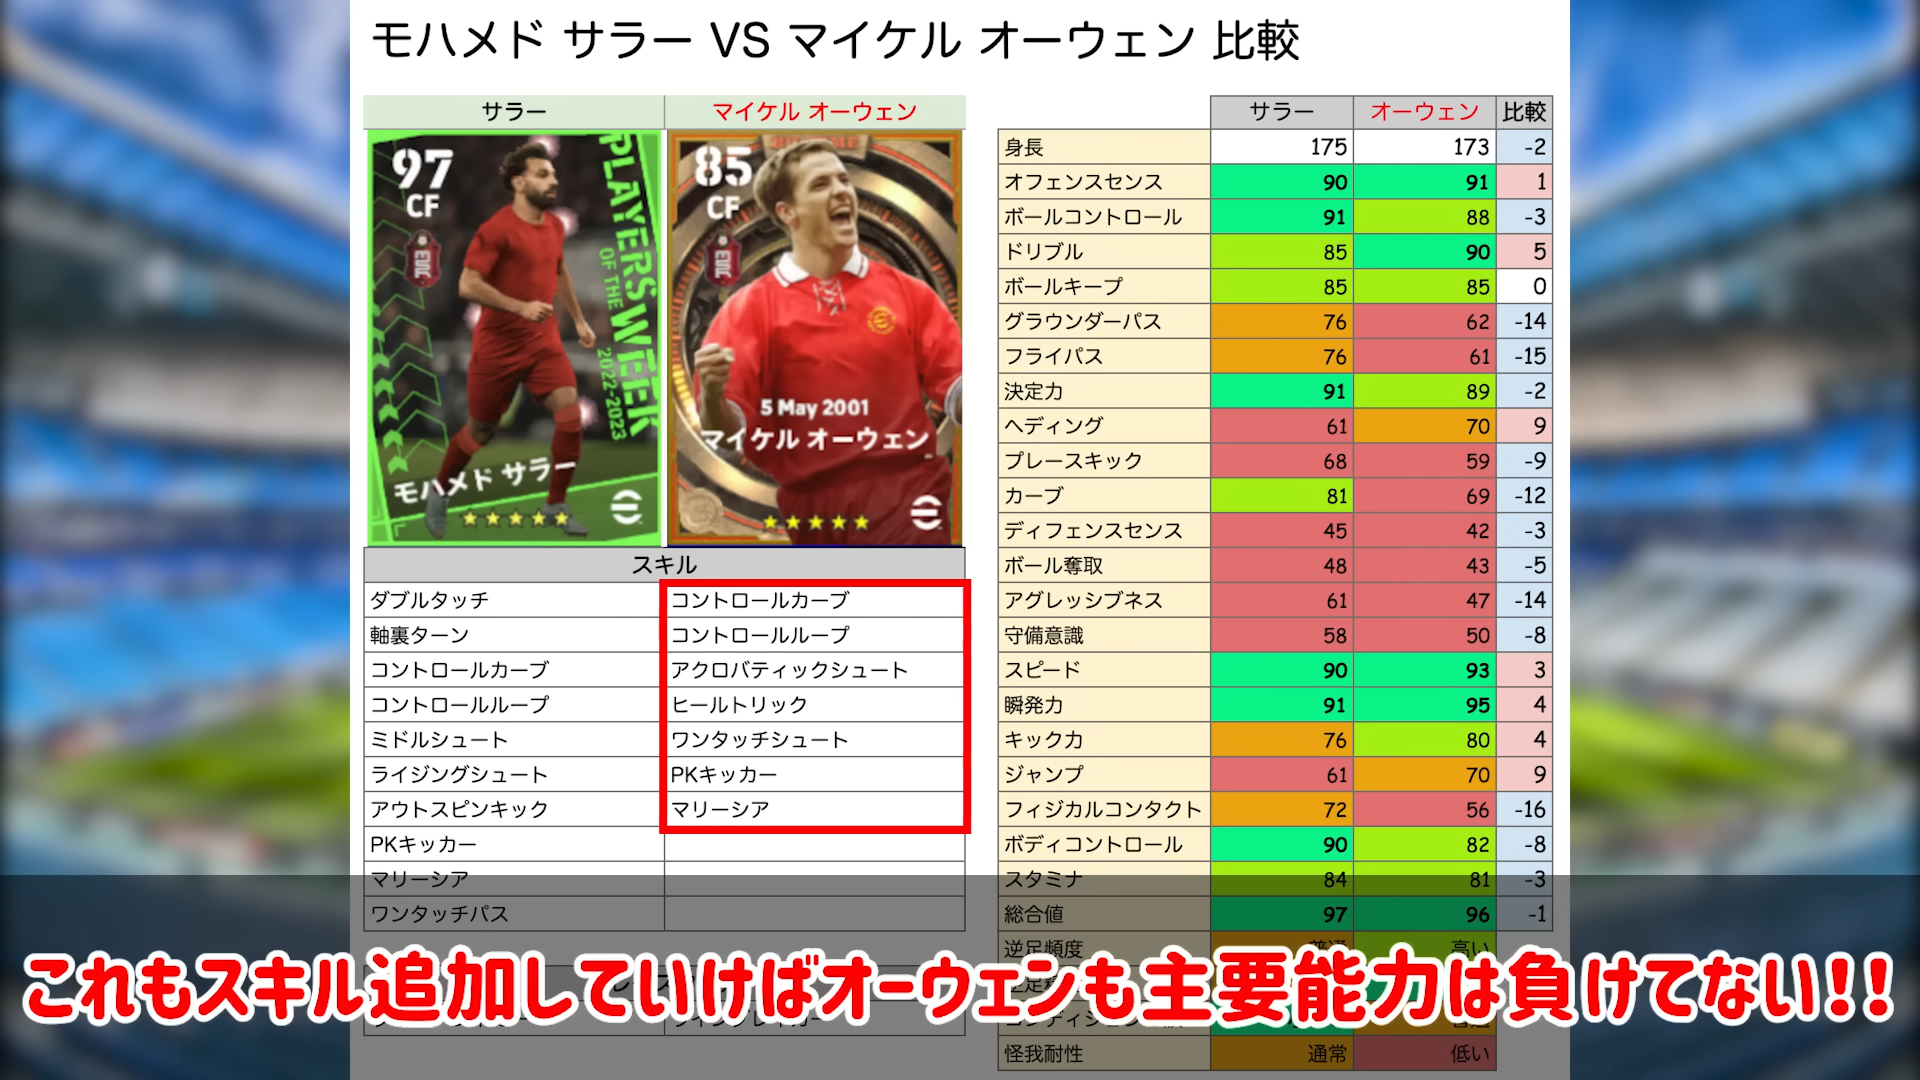 モハメド サラー VS マイケル オーウェン 比較
サラー マイケル オーウェン
97
CF
PLAYERS OF THE WEEK 2022-2023
モハメド サラー
85
CF
5 May 2001
マイケル オーウェン
スキル
ダブルタッチ コントロールカーブ
軸裏ターン コントロールループ
コントロールカーブ アクロバティックシュート
コントロールループ ヒールトリック
ミドルシュート ワンタッチシュート
ライジングシュート PKキッカー
アウトスピンキック マリーシア
PKキッカー
マリーシア
ワンタッチパス
サラー オーウェン 比較
身長 175 173 -2
オフェンスセンス 90 91 1
ボールコントロール 91 88 -3
ドリブル 85 90 5
ボールキープ 85 85 0
グラウンダーパス 76 62 -14
フライパス 76 61 -15
決定力 91 89 -2
ヘディング 61 70 9
プレースキック 68 59 -9
カーブ 81 69 -12
ディフェンスセンス 45 42 -3
ボール奪取 48 43 -5
アグレッシブネス 61 47 -14
守備意識 58 50 -8
スピード 90 93 3
瞬発力 91 95 4
キック力 76 80 4
ジャンプ 61 70 9
フィジカルコンタクト 72 56 -16
ボディコントロール 90 82 -8
スタミナ 84 81 -3
総合値 97 96 -1
逆足頻度 普通 高い
怪我耐性 通常 低い
これもスキル追加していけばオーウェンも主要能力は負けてない!!